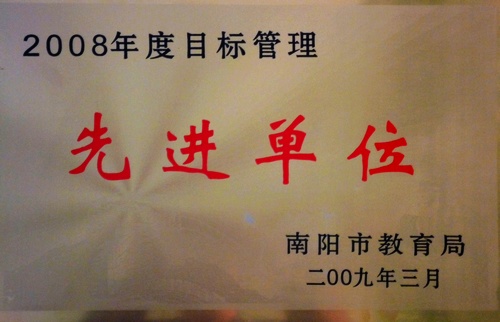 2008年度目标管理
先进单位
南阳市教育局
二00九年三月